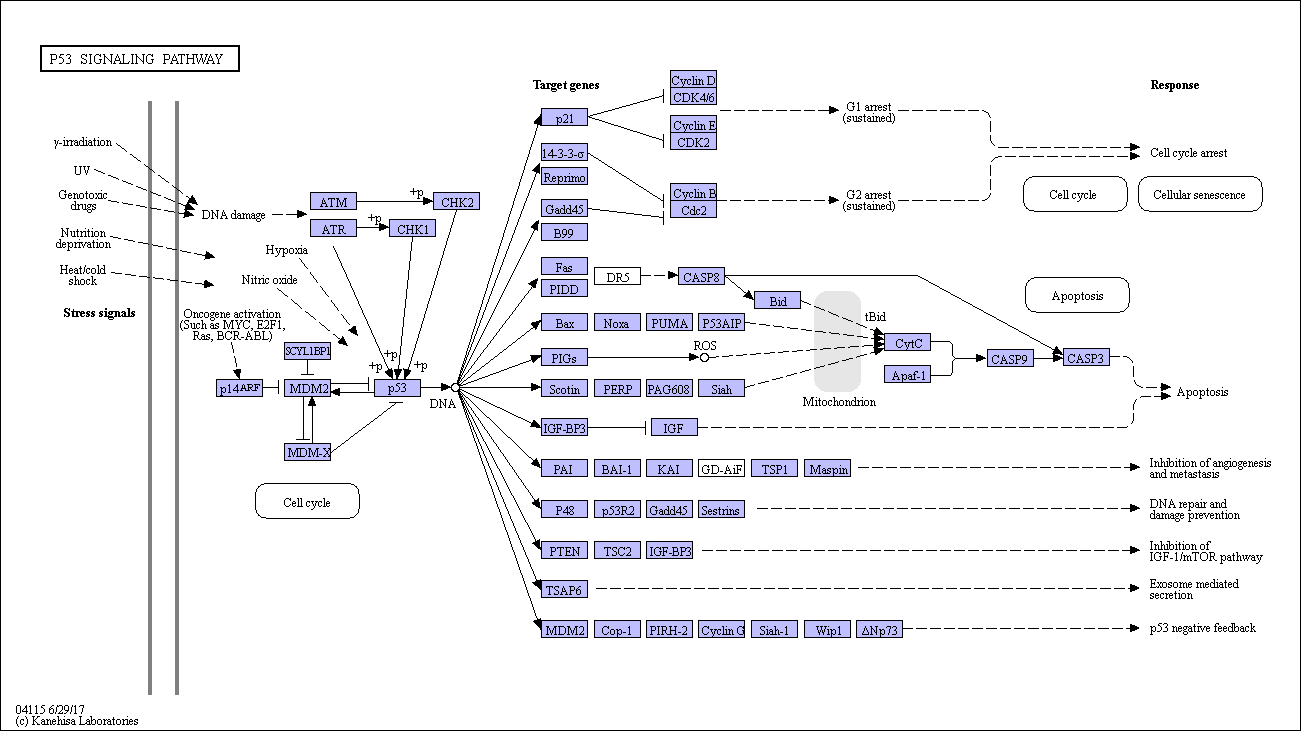 P53 SIGNALING PATHWAY
Target genes
Response
γ-irradiation
UV
Genotoxic
drugs
Nutrition
deprivation
Heat/cold
shock
Stress signals
DNA damage
ATM
+p
CHK2
ATR
+p
CHK1
Hypoxia
Nitric oxide
Oncogene activation
(Such as MYC, E2F1,
Ras, BCR-ABL)
SCYL1BP1
p14ARF
MDM2
+p
+p
+p
p53
DNA
MDM-X
Cell cycle
p21
Cyclin D
CDK4/6
Cyclin E
CDK2
G1 arrest
(sustained)
14-3-3-σ
Reprimo
Cyclin B
Cdc2
G2 arrest
(sustained)
Cell cycle arrest
Cell cycle
Cellular senescence
Gadd45
B99
Fas
PIDD
DR5
CASP8
Bid
tBid
Apoptosis
Bax
Noxa
PUMA
P53AIP
PIGs
ROS
CytC
Apaf-1
CASP9
CASP3
Scotin
PERP
PAG608
Siah
Mitochondrion
Apoptosis
IGF-BP3
IGF
PAI
BAI-1
KAI
GD-AiF
TSP1
Maspin
Inhibition of angiogenesis
and metastasis
P48
p53R2
Gadd45
Sestrins
DNA repair and
damage prevention
PTEN
TSC2
IGF-BP3
Inhibition of
IGF-1/mTOR pathway
TSAP6
Exosome mediated
secretion
MDM2
Cop-1
PIRH-2
Cyclin G
Siah-1
Wip1
ΔNp73
p53 negative feedback
04115 6/29/17
(c) Kanehisa Laboratories